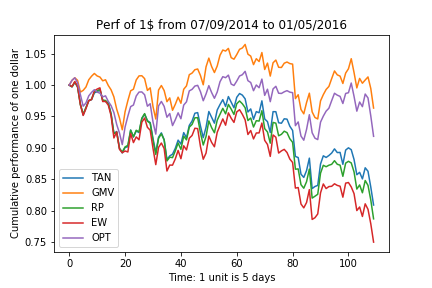 Perf of 1$ from 07/09/2014 to 01/05/2016
Cumulative performance of one dollar
1.05
1.00
0.95
0.90
0.85
0.80
0.75
TAN
GMV
RP
EW
OPT
0 20 40 60 80 100
Time: 1 unit is 5 days